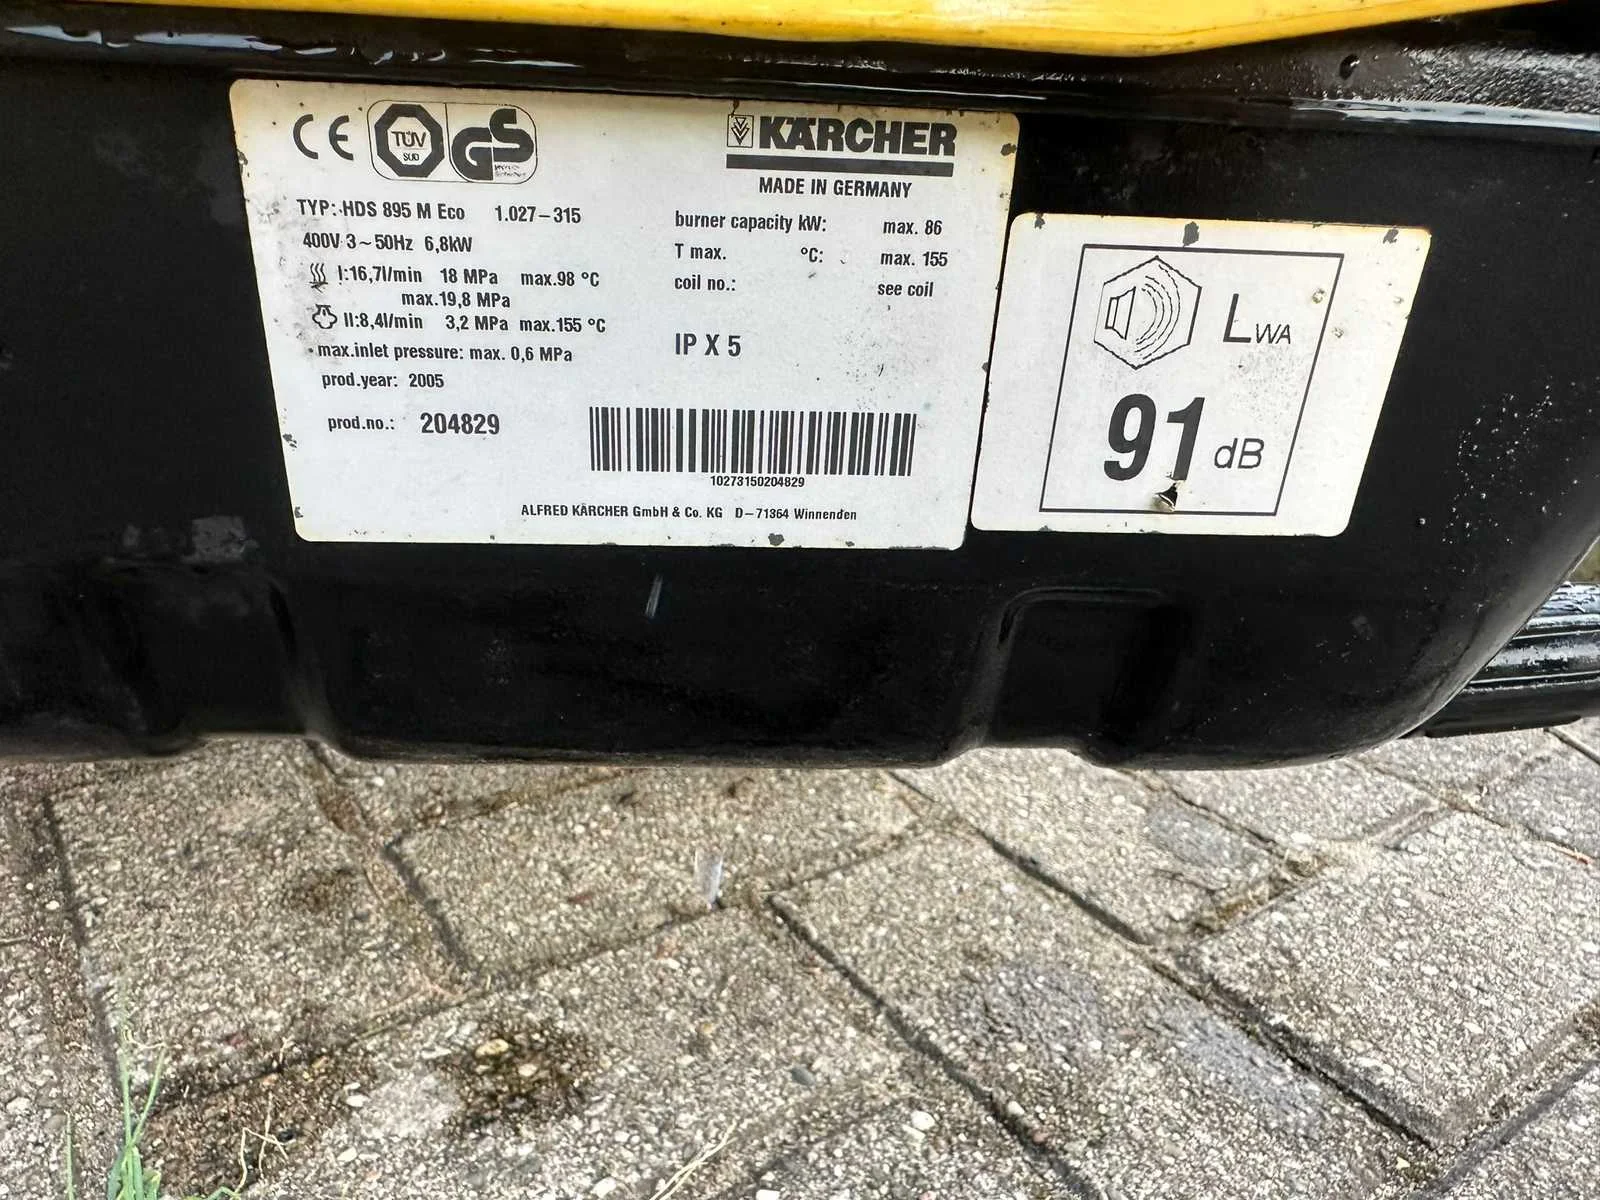 CE TÜV SÜD GS
KÄRCHER
MADE IN GERMANY
TYP: HDS 895 M Eco 1.027-315
400V 3~50Hz 6,8kW
I:16,7l/min 18 MPa max.98 °C
max.19,8 MPa
II:8,4l/min 3,2 MPa max.155 °C
max.inlet pressure: max. 0,6 MPa
prod.year: 2005
prod.no.: 204829
burner capacity kW: max. 86
T max. °C: max. 155
coil no.: see coil
IP X 5
10273150204829
ALFRED KÄRCHER GmbH & Co. KG D-71364 Winnenden
LWA
91 dB